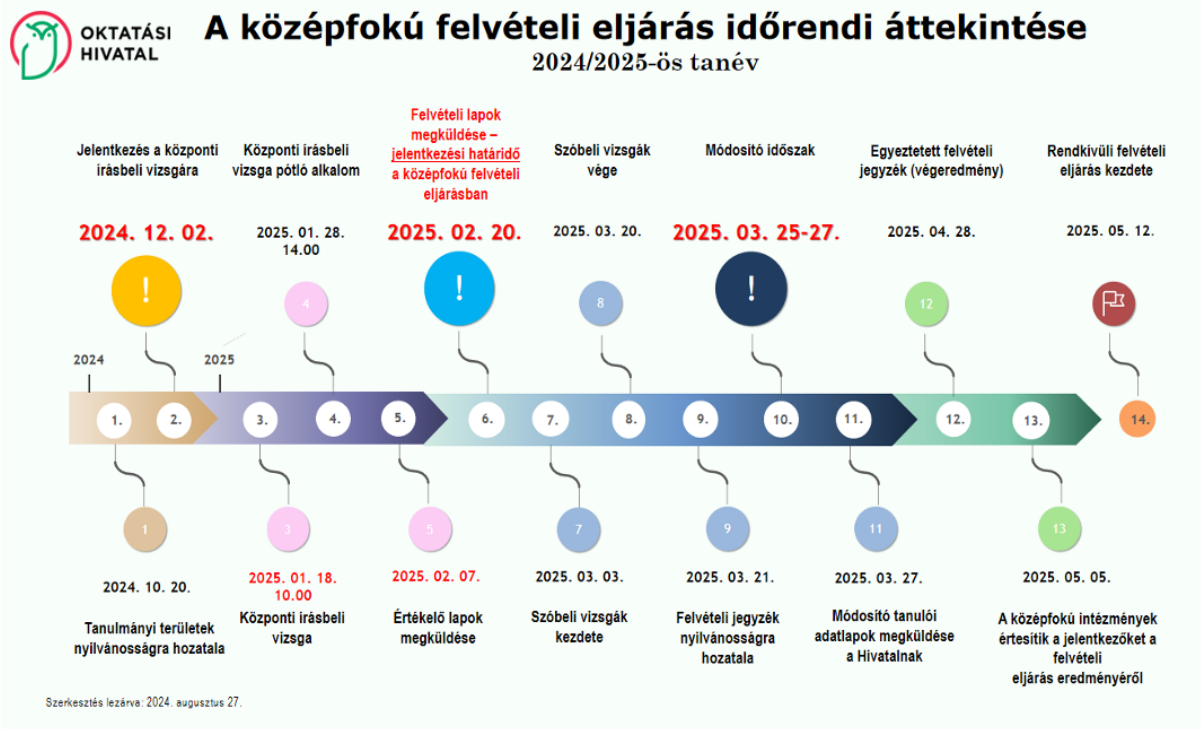 OKTATÁSI
HIVATAL
A középfokú felvételi eljárás időrendi áttekintése
2024/2025-ös tanév
Jelentkezés a központi
írásbeli vizsgára
2024. 12. 02.
!
Központi írásbeli
vizsga pótló alkalom
2025. 01. 28.
14.00
4
Felvételi lapok
megküldése –
jelentkezési határidő
a középfokú felvételi
eljárásban
2025. 02. 20.
!
Szóbeli vizsgák
vége
2025. 03. 20.
8
Módosító időszak
2025. 03. 25-27.
!
Egyeztetett felvételi
jegyzék (végeredmény)
2025. 04. 28.
12
Rendkívüli felvételi
eljárás kezdete
2025. 05. 12.
2024
2025
1. 2. 3. 4. 5. 6. 7. 8. 9. 10. 11. 12. 13. 14.
1
2024. 10. 20.
Tanulmányi területek
nyilvánosságra hozatala
3
2025. 01. 18.
10.00
Központi írásbeli
vizsga
5
2025. 02. 07.
Értékelő lapok
megküldése
7
2025. 03. 03.
Szóbeli vizsgák
kezdete
9
2025. 03. 21.
Felvételi jegyzék
nyilvánosságra
hozatala
11
2025. 03. 27.
Módosító tanulói
adatlapok megküldése
a Hivatalnak
13
2025. 05. 05.
A középfokú intézmények
értesítik a jelentkezőket a
felvételi
eljárás eredményéről
Szerkesztés lezárva: 2024. augusztus 27.